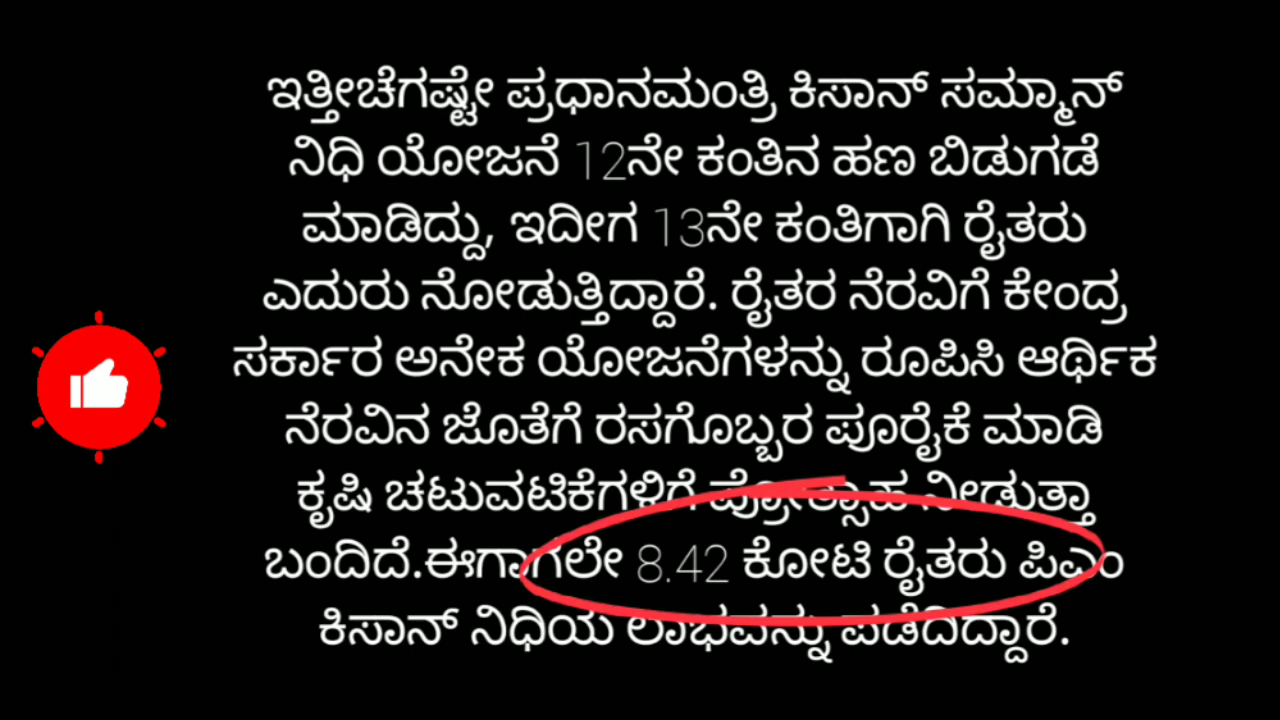 ಇತ್ತೀಚೆಗಷ್ಟೇ ಪ್ರಧಾನಮಂತ್ರಿ ಕಿಸಾನ್ ಸಮ್ಮಾನ್
ನಿಧಿ ಯೋಜನೆ 12ನೇ ಕಂತಿನ ಹಣ ಬಿಡುಗಡೆ
ಮಾಡಿದ್ದು, ಇದೀಗ 13ನೇ ಕಂತಿಗಾಗಿ ರೈತರು
ಎದುರು ನೋಡುತ್ತಿದ್ದಾರೆ. ರೈತರ ನೆರವಿಗೆ ಕೇಂದ್ರ
ಸರ್ಕಾರ ಅನೇಕ ಯೋಜನೆಗಳನ್ನು ರೂಪಿಸಿ ಆರ್ಥಿಕ
ನೆರವಿನ ಜೊತೆಗೆ ರಸಗೊಬ್ಬರ ಪೂರೈಕೆ ಮಾಡಿ
ಕೃಷಿ ಚಟುವಟಿಕೆಗಳಿಗೆ ಪ್ರೋತ್ಸಾಹ ನೀಡುತ್ತಾ
ಬಂದಿದೆ.ಈಗಾಗಲೇ 8.42 ಕೋಟಿ ರೈತರು ಪಿಎಂ
ಕಿಸಾನ್ ನಿಧಿಯ ಲಾಭವನ್ನು ಪಡೆದಿದ್ದಾರೆ.